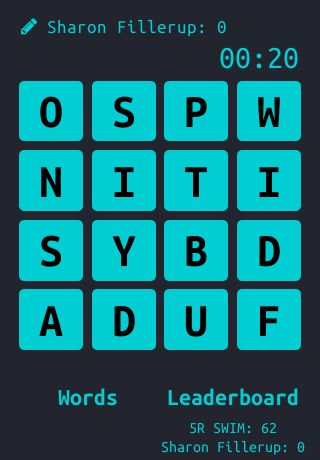 Sharon Fillerup: 0
00:20
O S P W
N I T I
S Y B D
A D U F
Words Leaderboard
5R SWIM: 62
Sharon Fillerup: 0